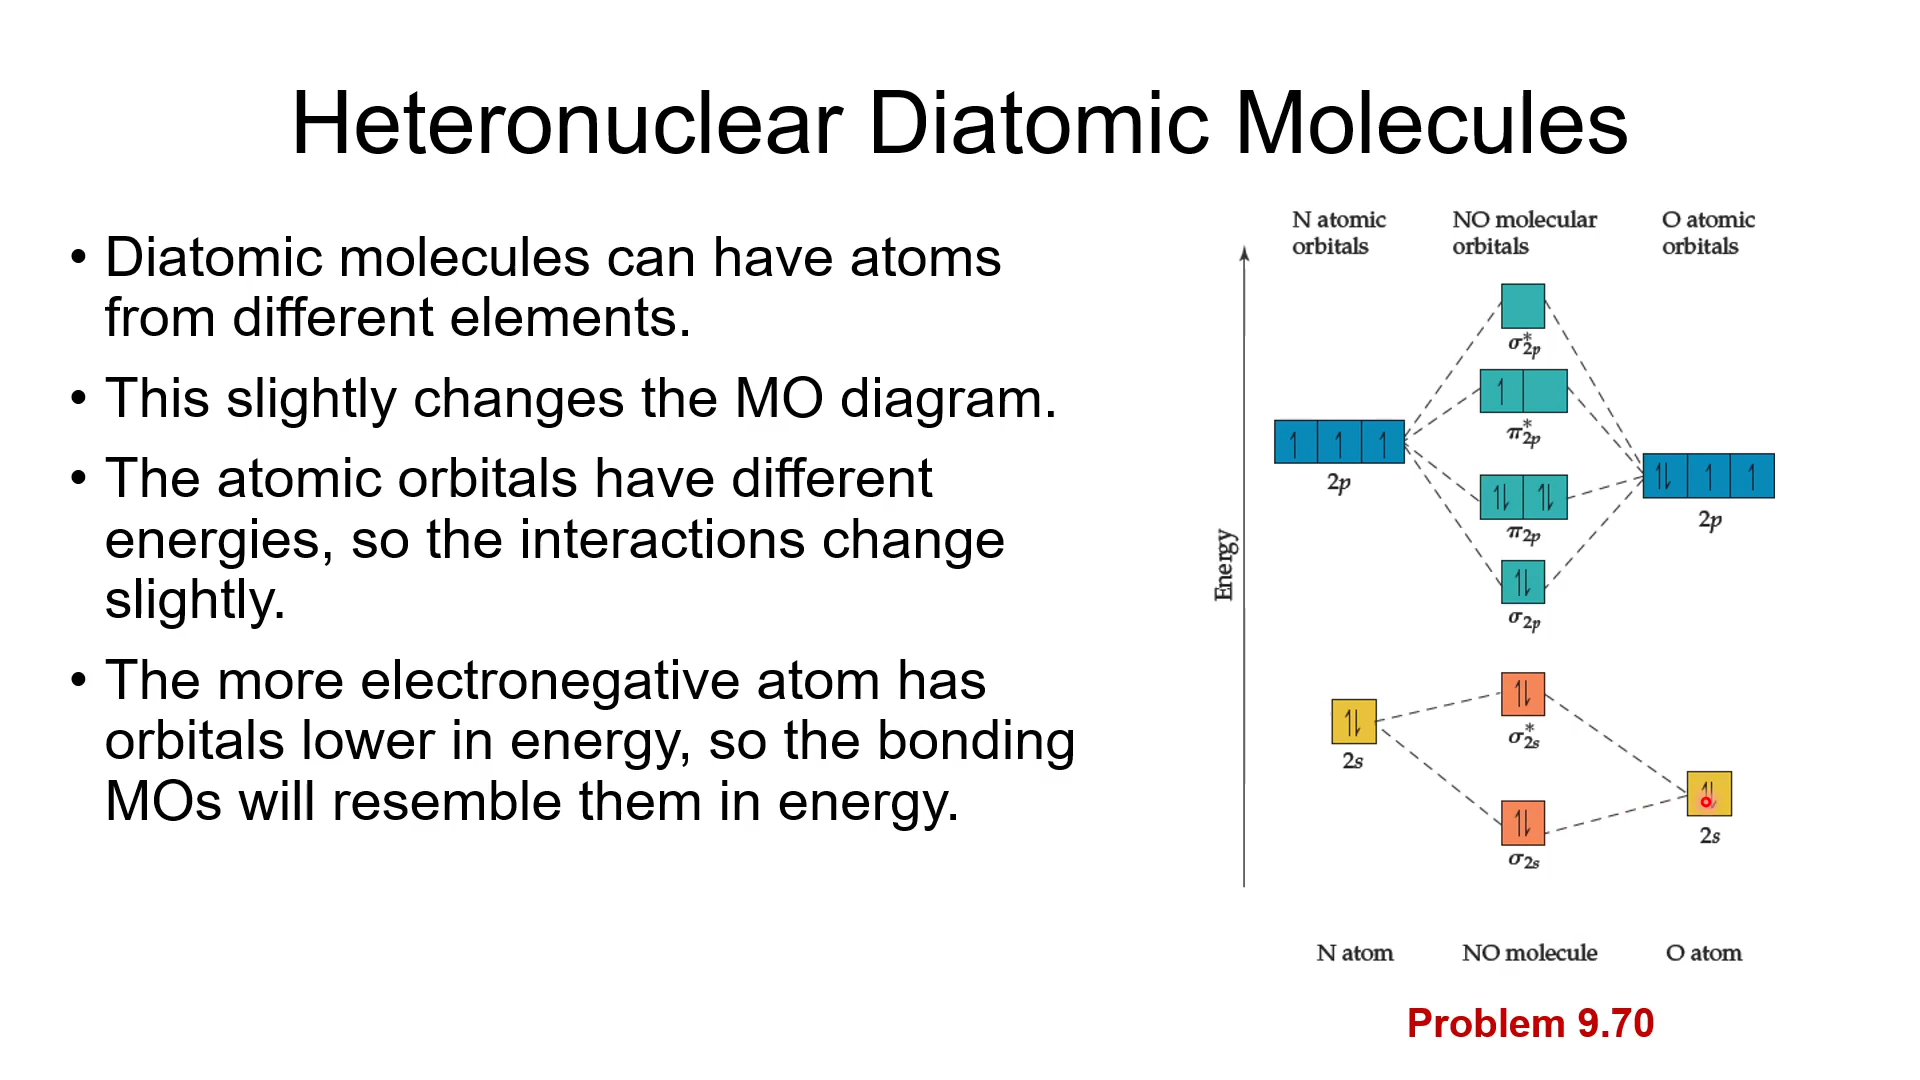 Heteronuclear Diatomic Molecules
• Diatomic molecules can have atoms
from different elements.
• This slightly changes the MO diagram.
• The atomic orbitals have different
energies, so the interactions change
slightly.
• The more electronegative atom has
orbitals lower in energy, so the bonding
MOs will resemble them in energy.
N atomic
orbitals
NO molecular
orbitals
O atomic
orbitals
Energy
σ*2p
π*2p
2p
π2p
2p
σ2p
σ*2s
2s
2s
σ2s
N atom
NO molecule
O atom
Problem 9.70